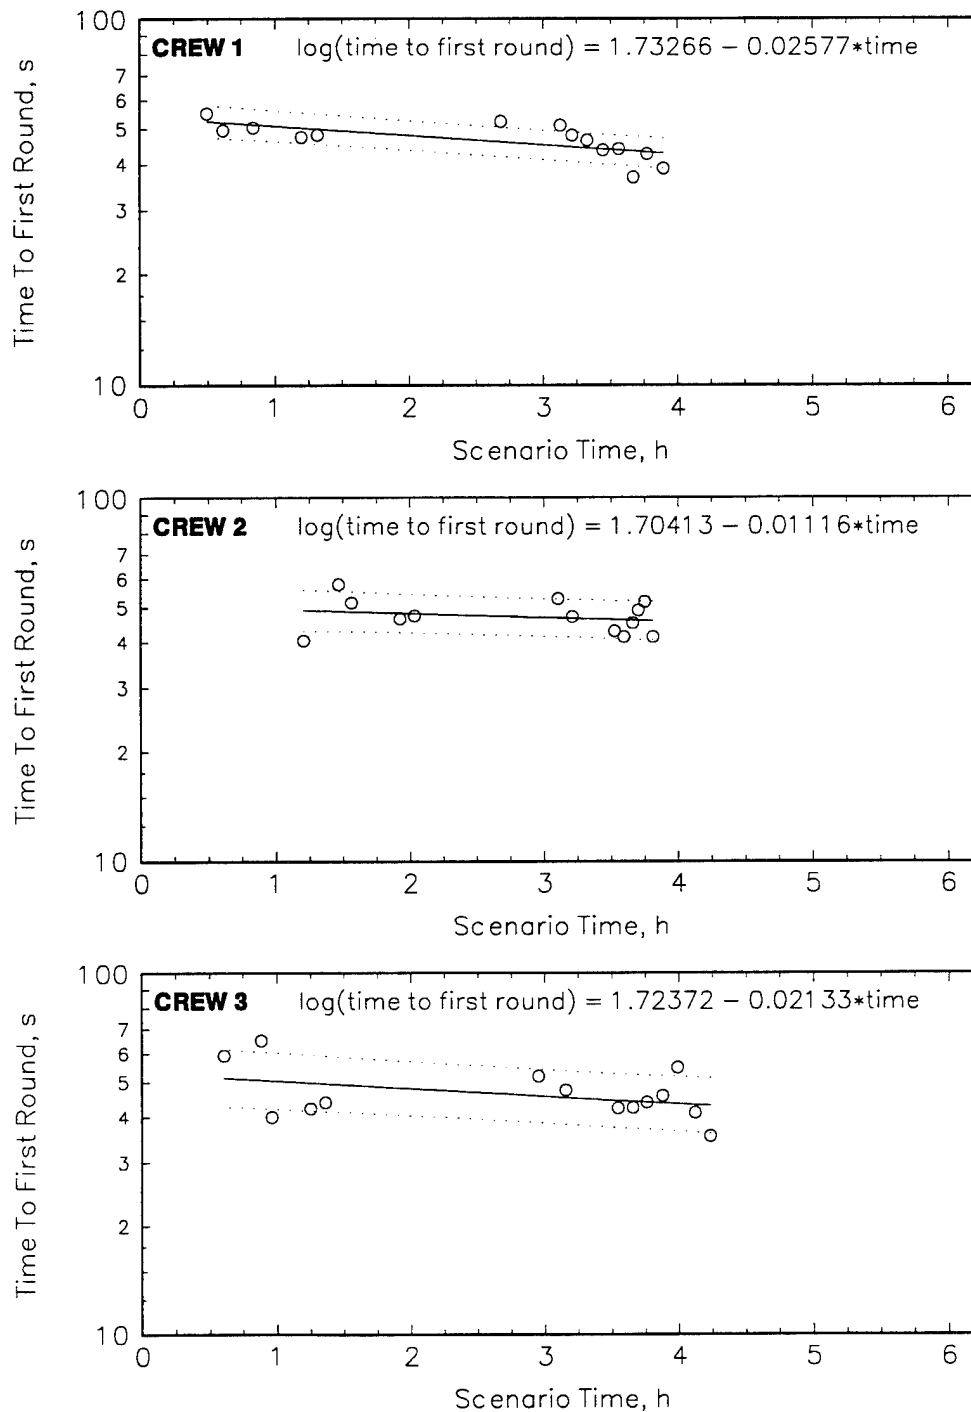 Time To First Round, s
100
7
6
5
4
3
2
10
CREW 1 log(time to first round) = 1.73266 - 0.02577*time
0 1 2 3 4 5 6
Scenario Time, h
Time To First Round, s
100
7
6
5
4
3
2
10
CREW 2 log(time to first round) = 1.70413 - 0.01116*time
0 1 2 3 4 5 6
Scenario Time, h
Time To First Round, s
100
7
6
5
4
3
2
10
CREW 3 log(time to first round) = 1.72372 - 0.02133*time
0 1 2 3 4 5 6
Scenario Time, h